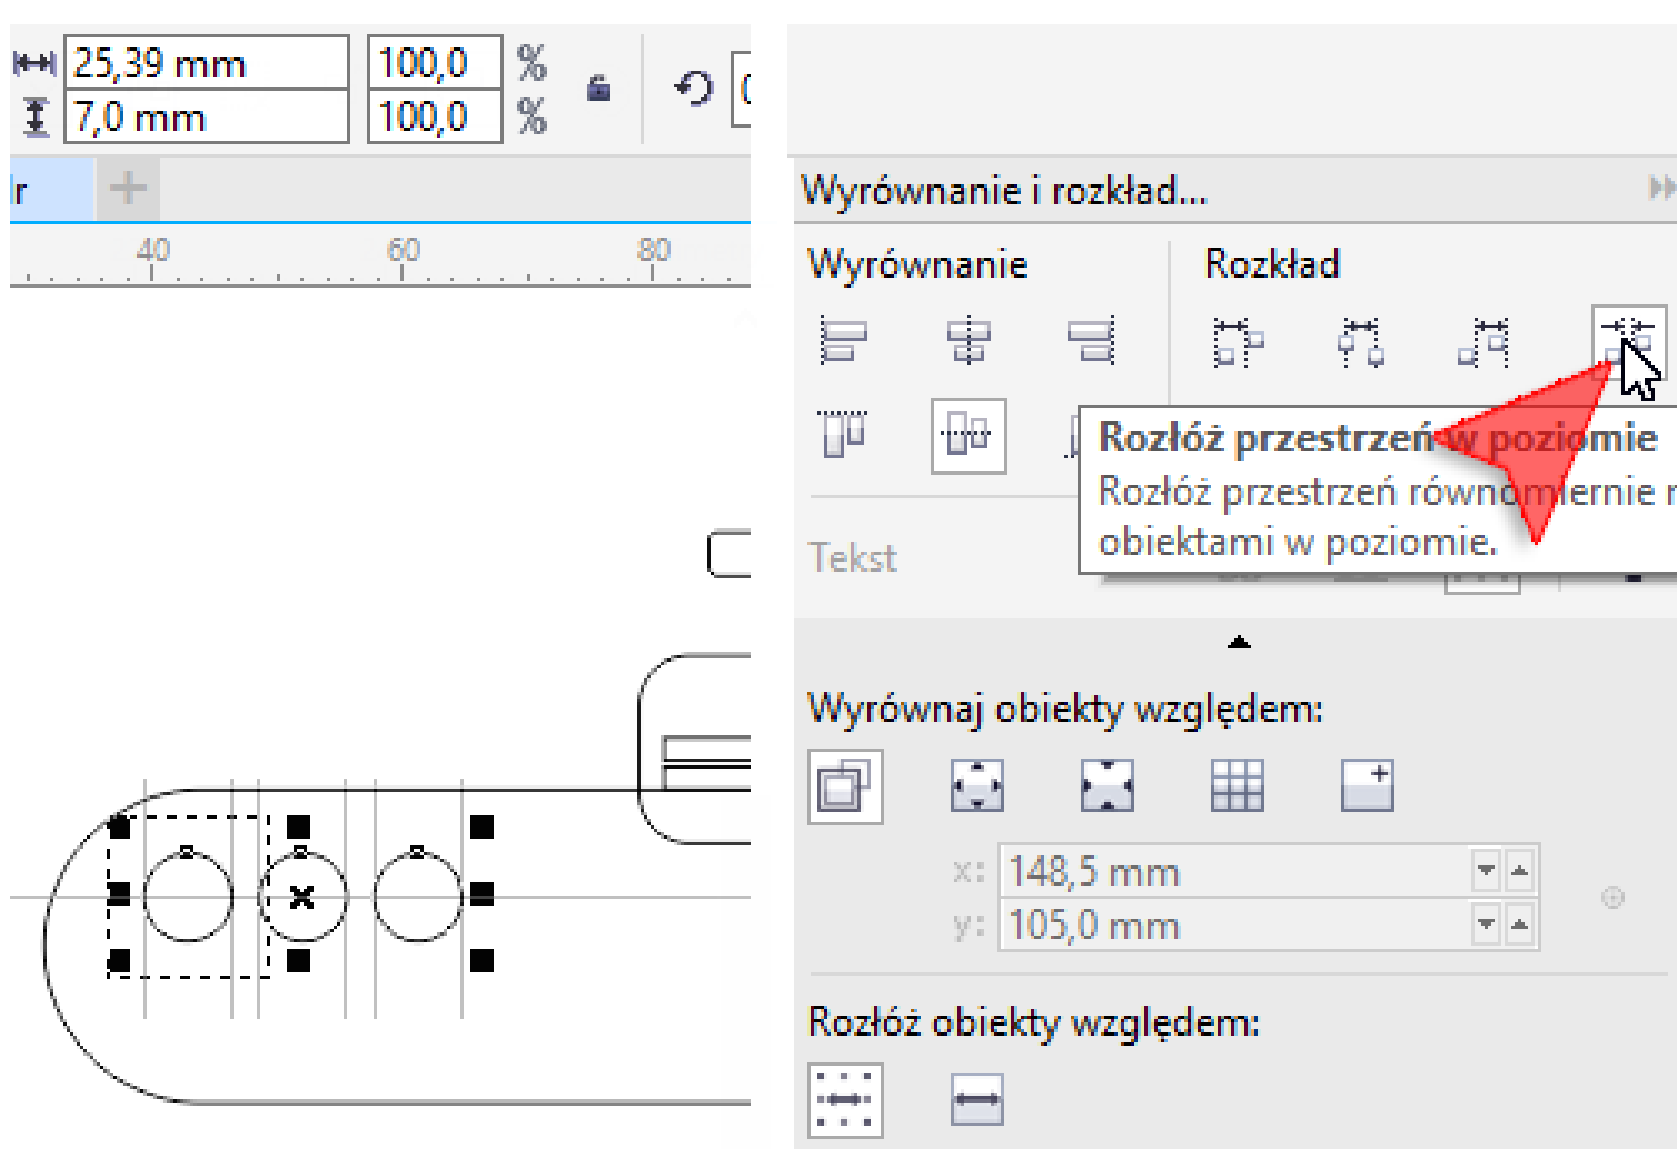 25,39 mm 100,0 %
7,0 mm 100,0 %
r
40 60 80
Wyrównanie i rozkład...
Wyrównanie Rozkład
Rozłóż przestrzeń w poziomie
Rozłóż przestrzeń równomiernie
obiektami w poziomie.
Tekst
Wyrównaj obiekty względem:
x: 148,5 mm
y: 105,0 mm
Rozłóż obiekty względem: